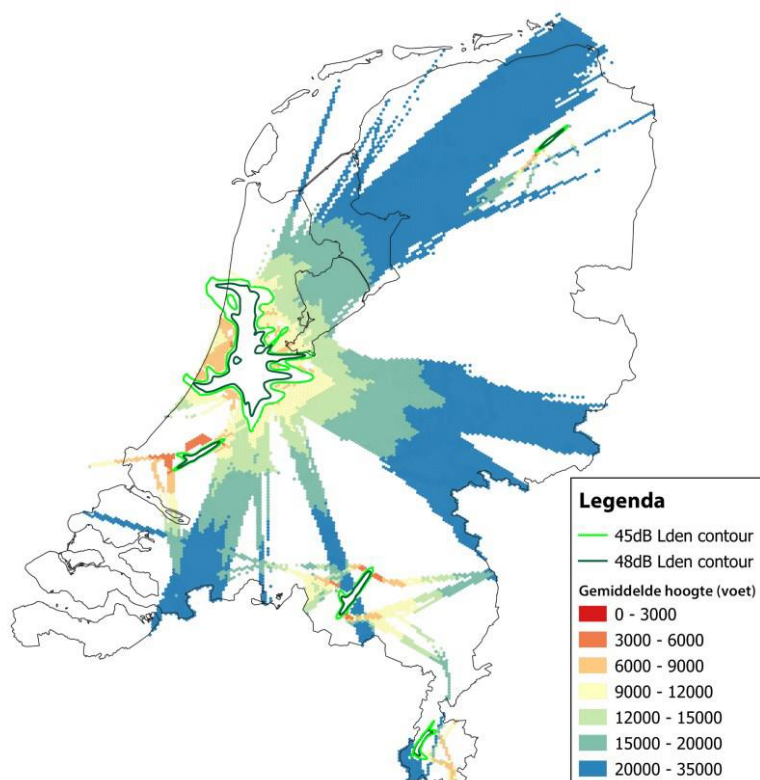 Legenda
45dB Lden contour
48dB Lden contour
Gemiddelde hoogte (voet)
0 - 3000
3000 - 6000
6000 - 9000
9000 - 12000
12000 - 15000
15000 - 20000
20000 - 35000